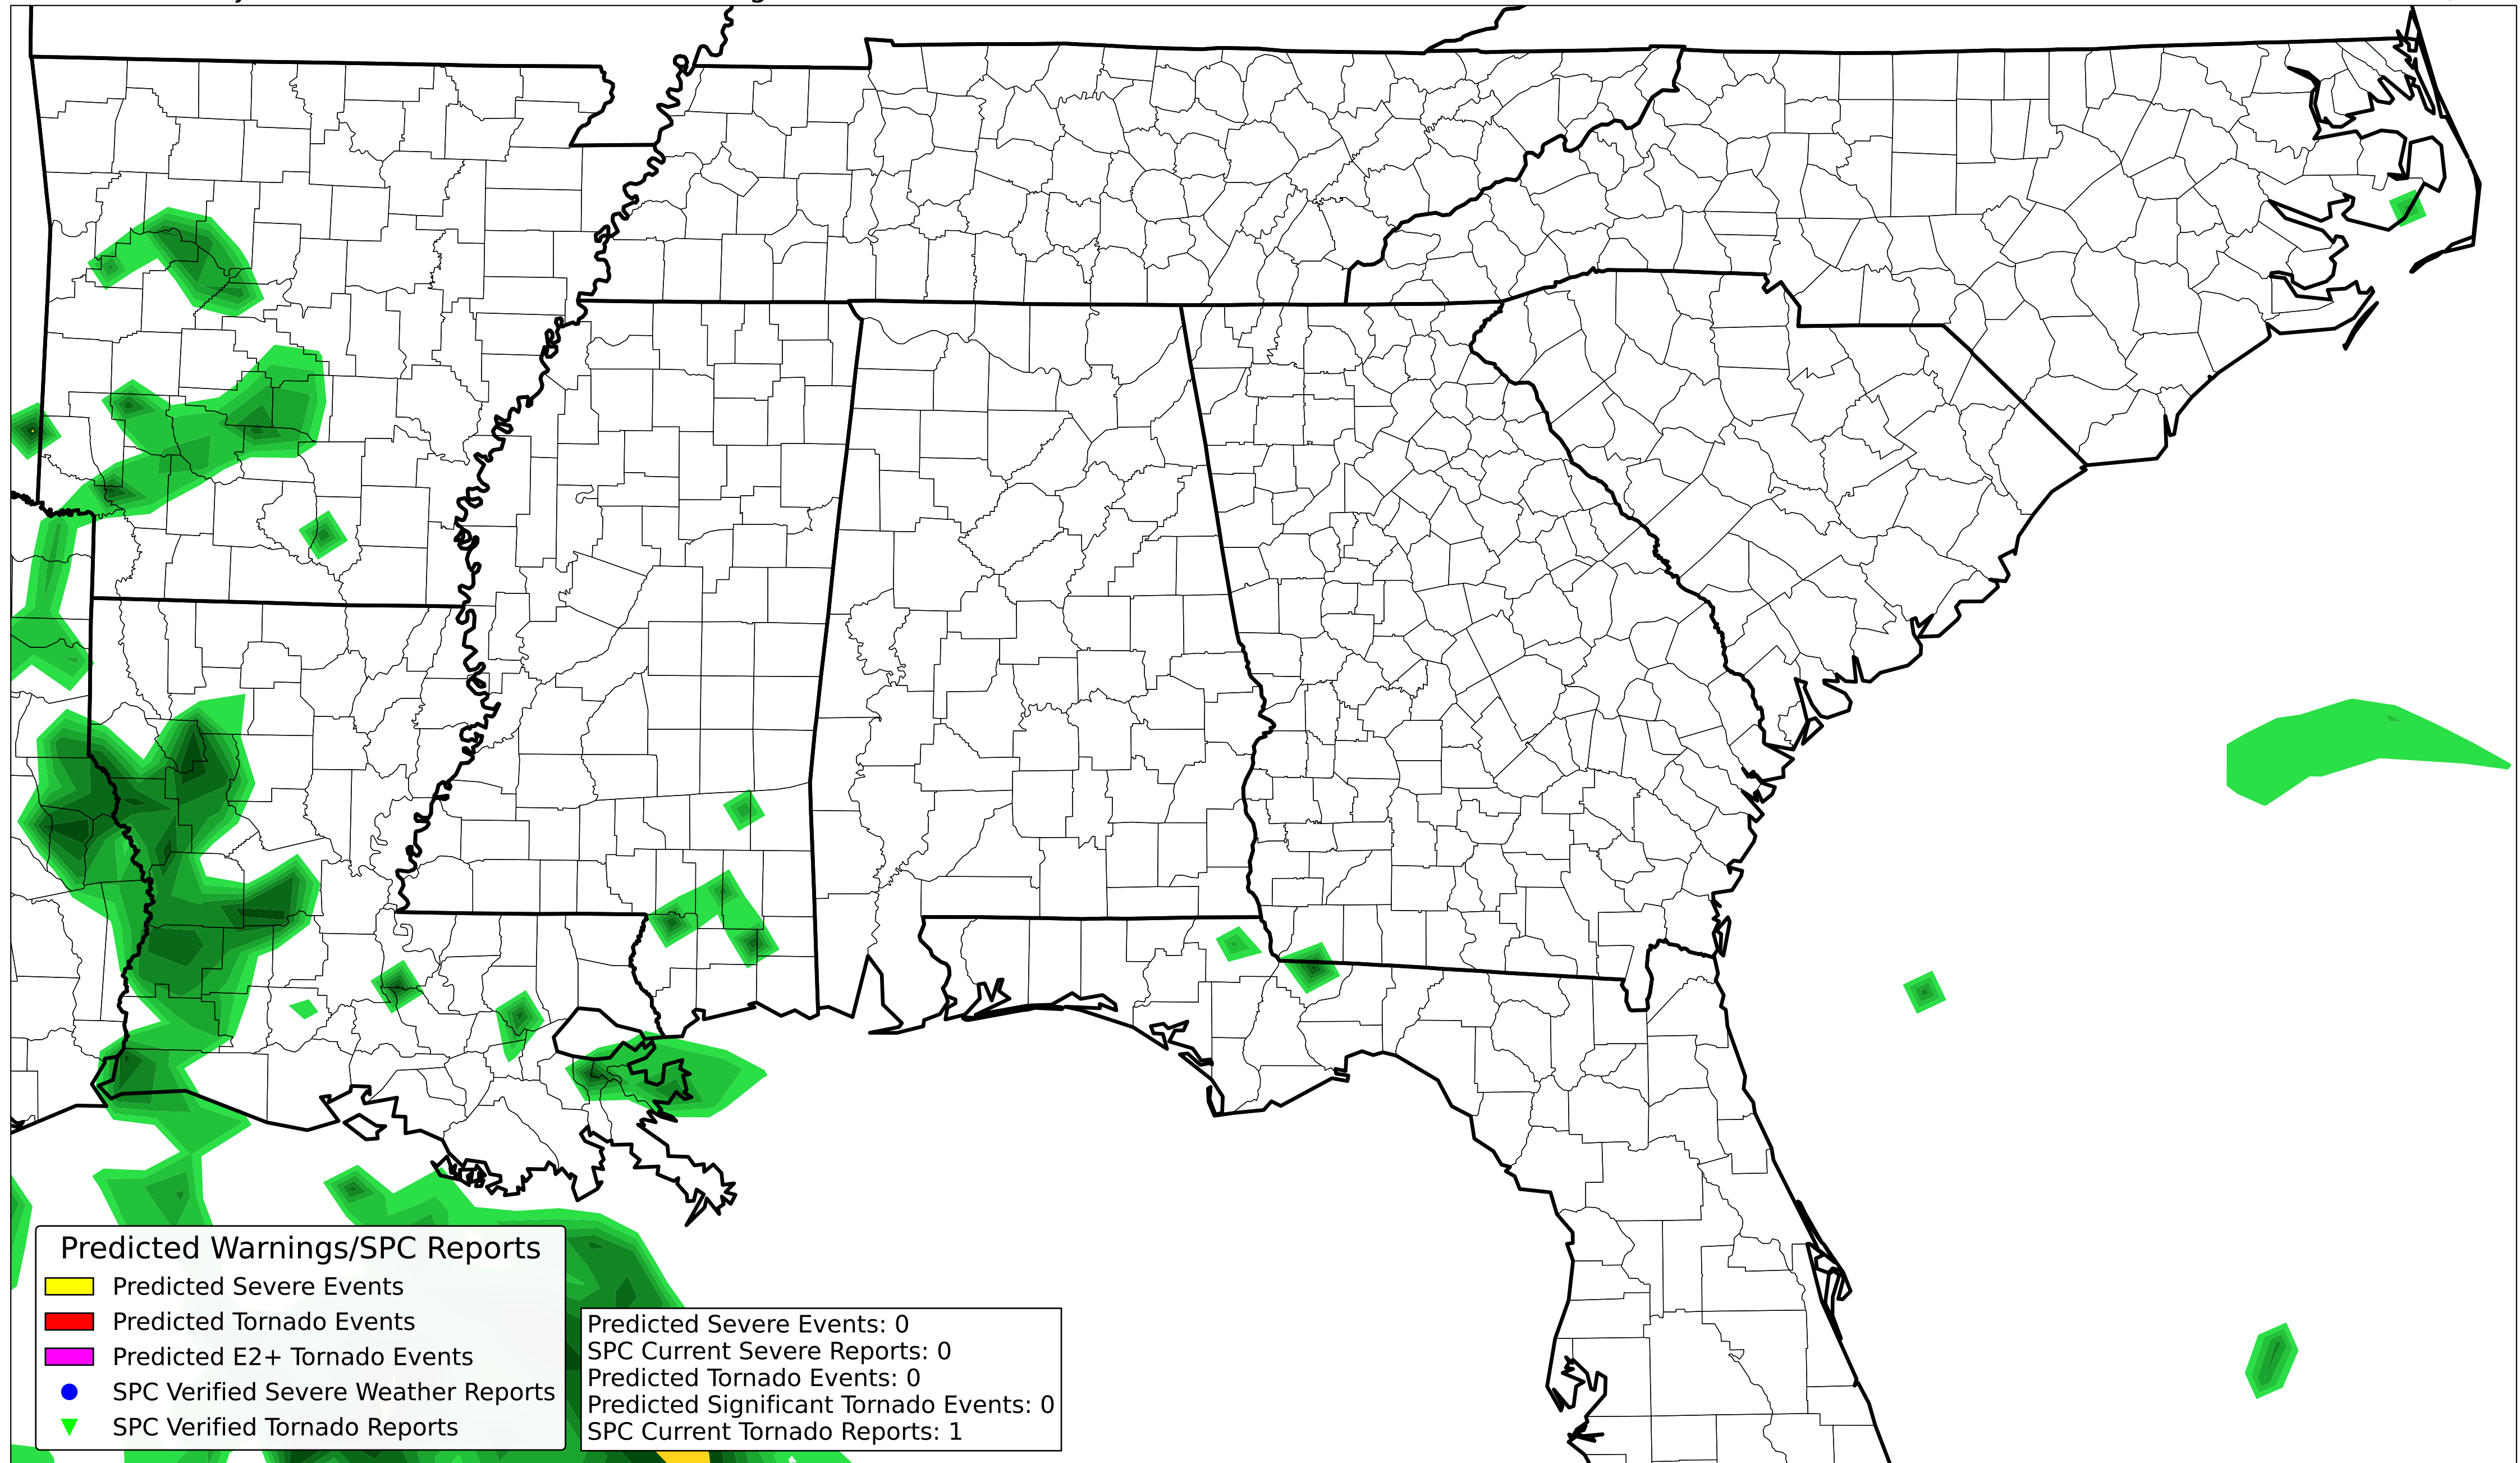 Predicted Warnings/SPC Reports
Predicted Severe Events
Predicted Tornado Events
Predicted E2+ Tornado Events
SPC Verified Severe Weather Reports
SPC Verified Tornado Reports
Predicted Severe Events: 0
SPC Current Severe Reports: 0
Predicted Tornado Events: 0
Predicted Significant Tornado Events: 0
SPC Current Tornado Reports: 1